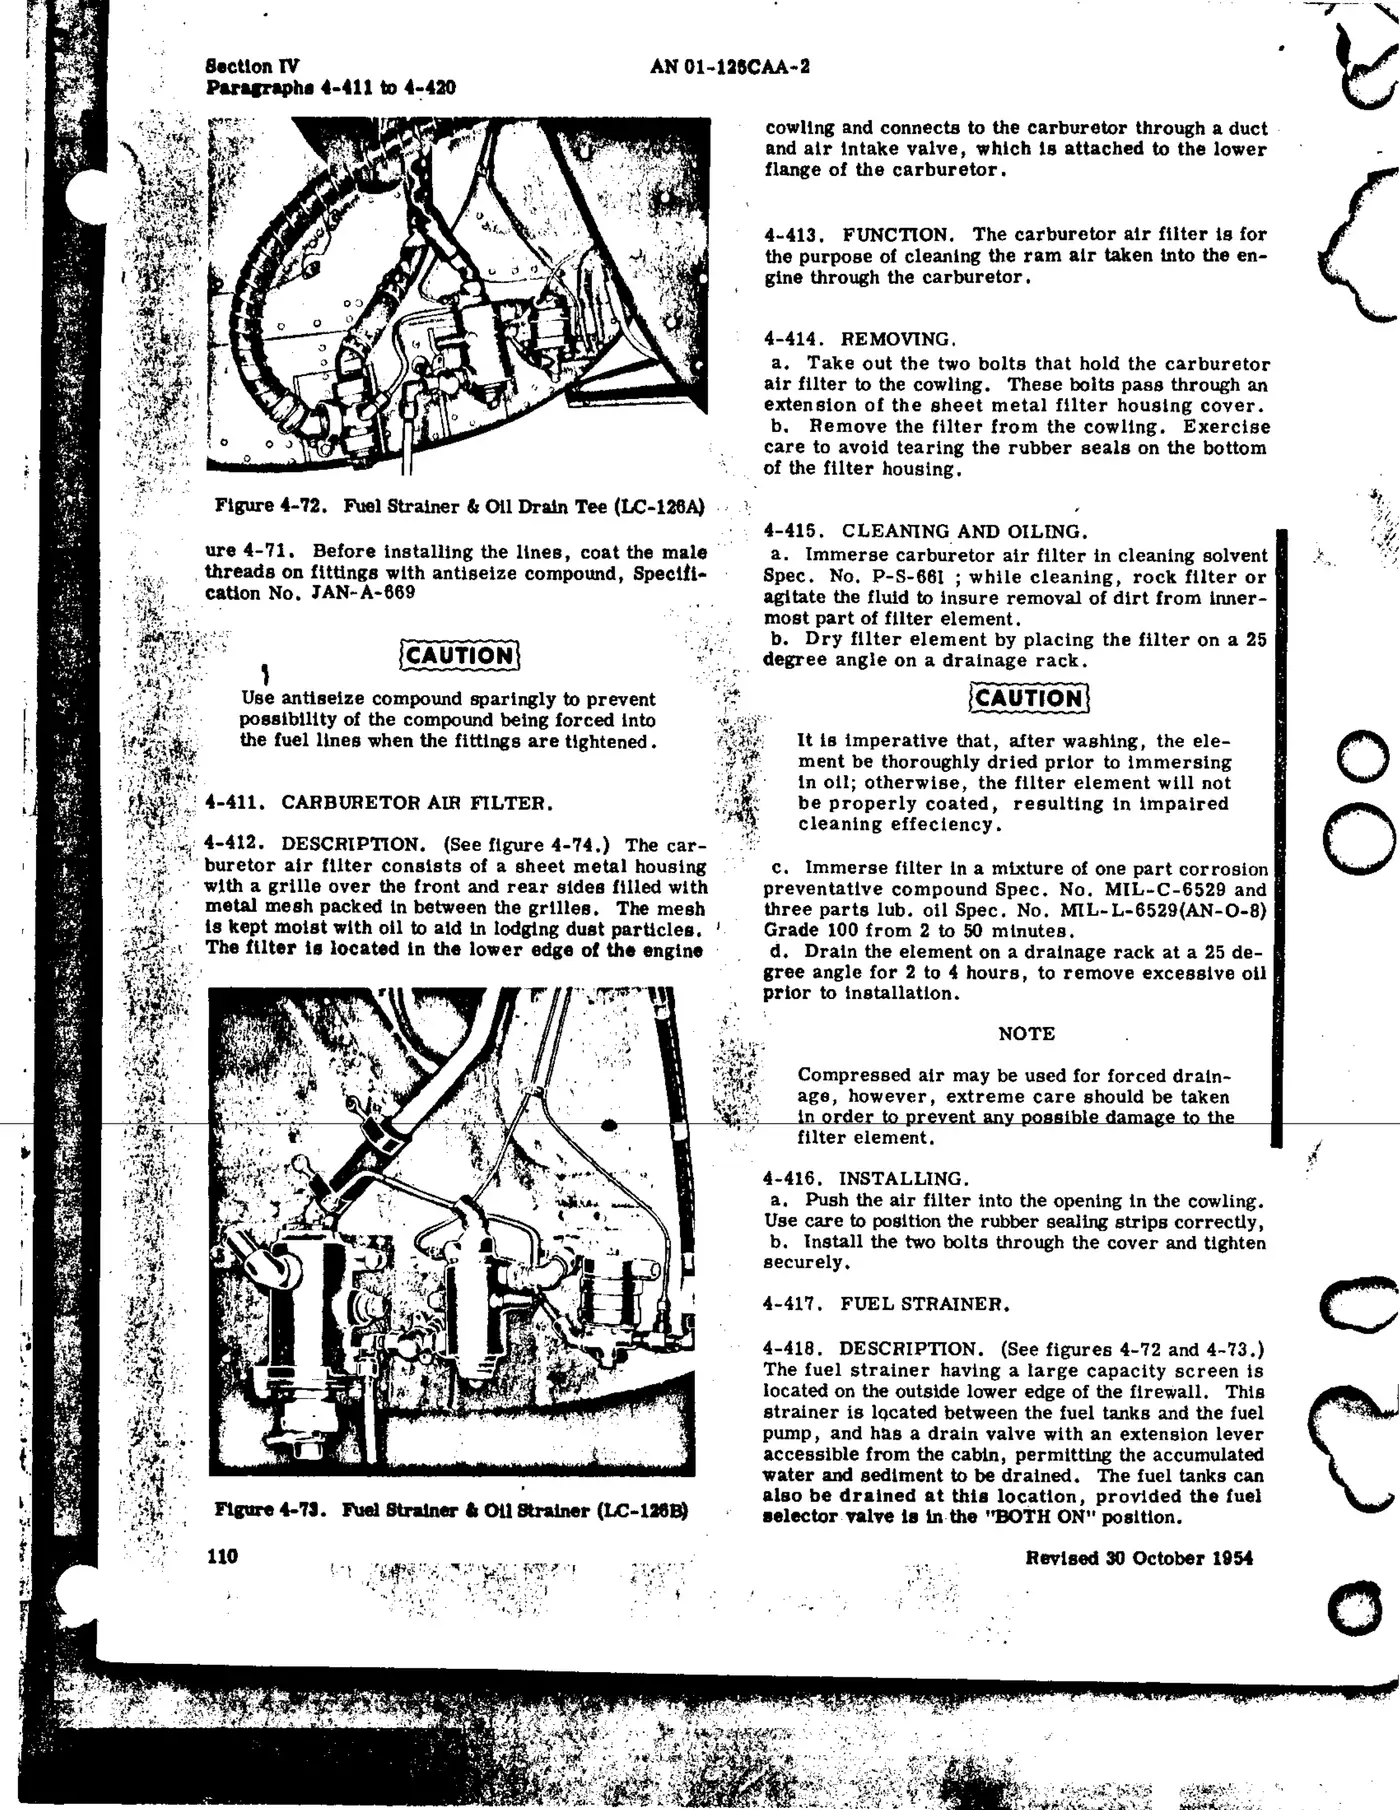 Section IV
Paragraphs 4-411 to 4-420
AN 01-126CAA-2
Figure 4-72. Fuel Strainer & Oil Drain Tee (LC-126A)
ure 4-71. Before installing the lines, coat the male
threads on fittings with antiseize compound, Specifi-
cation No. JAN-A-669
CAUTION
Use antiseize compound sparingly to prevent
possibility of the compound being forced into
the fuel lines when the fittings are tightened.
4-411. CARBURETOR AIR FILTER.
4-412. DESCRIPTION. (See figure 4-74.) The car-
buretor air filter consists of a sheet metal housing
with a grille over the front and rear sides filled with
metal mesh packed in between the grilles. The mesh
is kept moist with oil to aid in lodging dust particles.
The filter is located in the lower edge of the engine
Figure 4-73. Fuel Strainer & Oil Strainer (LC-126B)
110
cowling and connects to the carburetor through a duct
and air intake valve, which is attached to the lower
flange of the carburetor.
4-413. FUNCTION. The carburetor air filter is for
the purpose of cleaning the ram air taken into the en-
gine through the carburetor.
4-414. REMOVING.
a. Take out the two bolts that hold the carburetor
air filter to the cowling. These bolts pass through an
extension of the sheet metal filter housing cover.
b. Remove the filter from the cowling. Exercise
care to avoid tearing the rubber seals on the bottom
of the filter housing.
4-415. CLEANING AND OILING.
a. Immerse carburetor air filter in cleaning solvent
Spec. No. P-S-661 ; while cleaning, rock filter or
agitate the fluid to insure removal of dirt from inner-
most part of filter element.
b. Dry filter element by placing the filter on a 25
degree angle on a drainage rack.
CAUTION
It is imperative that, after washing, the ele-
ment be thoroughly dried prior to immersing
in oil; otherwise, the filter element will not
be properly coated, resulting in impaired
cleaning effeciency.
c. Immerse filter in a mixture of one part corrosion
preventative compound Spec. No. MIL-C-6529 and
three parts lub. oil Spec. No. MIL-L-6529(AN-O-8)
Grade 100 from 2 to 50 minutes.
d. Drain the element on a drainage rack at a 25 de-
gree angle for 2 to 4 hours, to remove excessive oil
prior to installation.
NOTE
Compressed air may be used for forced drain-
age, however, extreme care should be taken
in order to prevent any possible damage to the
filter element.
4-416. INSTALLING.
a. Push the air filter into the opening in the cowling.
Use care to position the rubber sealing strips correctly,
b. Install the two bolts through the cover and tighten
securely.
4-417. FUEL STRAINER.
4-418. DESCRIPTION. (See figures 4-72 and 4-73.)
The fuel strainer having a large capacity screen is
located on the outside lower edge of the firewall. This
strainer is located between the fuel tanks and the fuel
pump, and has a drain valve with an extension lever
accessible from the cabin, permitting the accumulated
water and sediment to be drained. The fuel tanks can
also be drained at this location, provided the fuel
selector valve is in the "BOTH ON" position.
Revised 30 October 1954